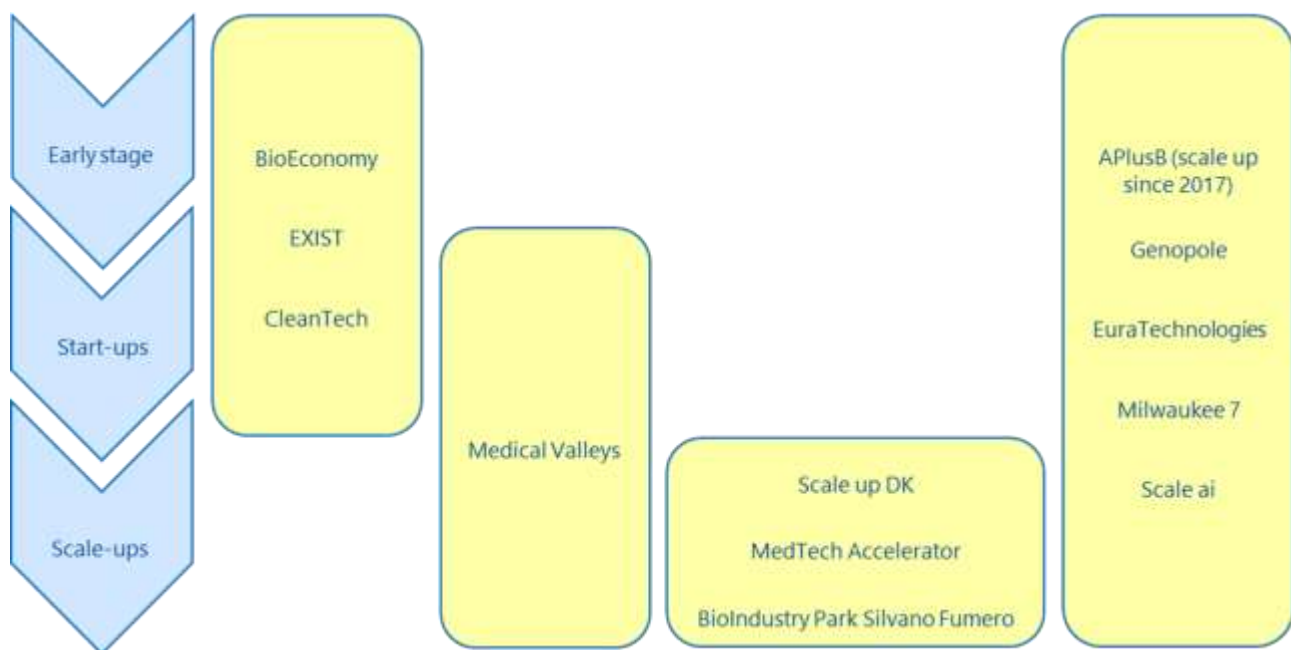 Early stage
Start-ups
Scale-ups
BioEconomy
EXIST
CleanTech
Medical Valleys
Scale up DK
MedTech Accelerator
BioIndustry Park Silvano Fumero
APlusB (scale up
since 2017)
Genopole
EuraTechnologies
Milwaukee 7
Scale ai